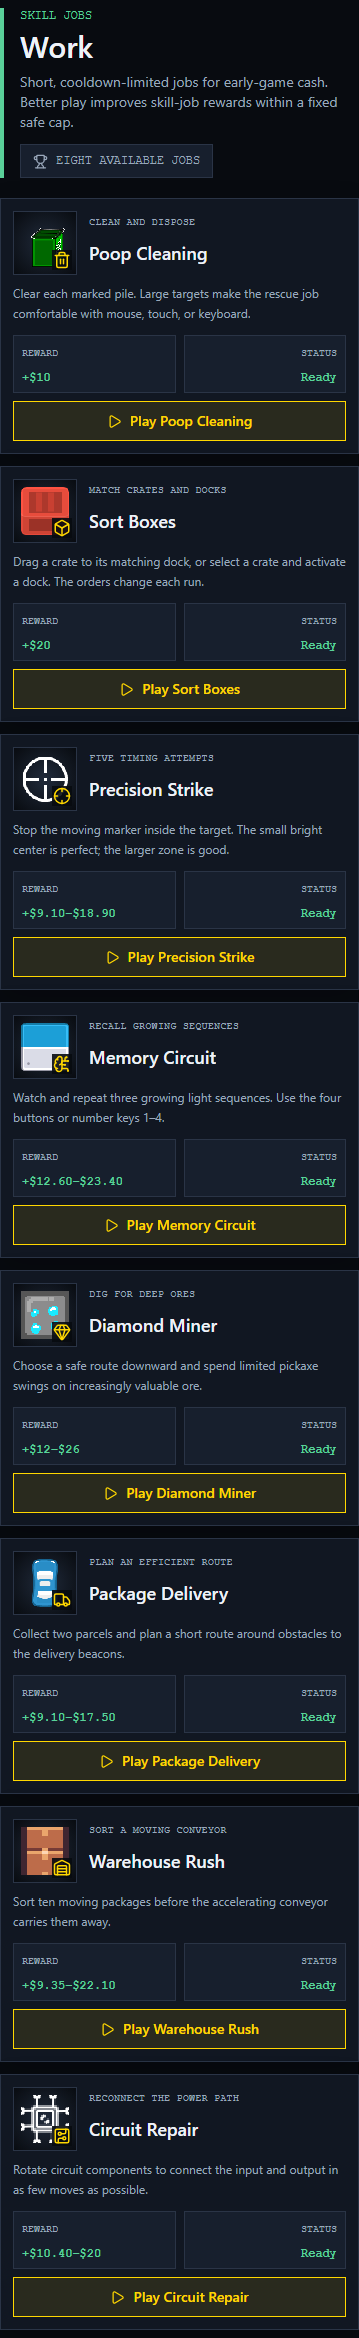 SKILL JOBS
Work
Short, cooldown-limited jobs for early-game cash.
Better play improves skill-job rewards within a fixed
safe cap.
EIGHT AVAILABLE JOBS
CLEAN AND DISPOSE
Poop Cleaning
Clear each marked pile. Large targets make the rescue job
comfortable with mouse, touch, or keyboard.
REWARD
STATUS
+$10
Ready
Play Poop Cleaning
MATCH CRATES AND DOCKS
Sort Boxes
Drag a crate to its matching dock, or select a crate and activate
a dock. The orders change each run.
REWARD
STATUS
+$20
Ready
Play Sort Boxes
FIVE TIMING ATTEMPTS
Precision Strike
Stop the moving marker inside the target. The small bright
center is perfect; the larger zone is good.
REWARD
STATUS
+$9.10–$18.90
Ready
Play Precision Strike
RECALL GROWING SEQUENCES
Memory Circuit
Watch and repeat three growing light sequences. Use the four
buttons or number keys 1–4.
REWARD
STATUS
+$12.60–$23.40
Ready
Play Memory Circuit
DIG FOR DEEP ORES
Diamond Miner
Choose a safe route downward and spend limited pickaxe
swings on increasingly valuable ore.
REWARD
STATUS
+$12–$26
Ready
Play Diamond Miner
PLAN AN EFFICIENT ROUTE
Package Delivery
Collect two parcels and plan a short route around obstacles to
the delivery beacons.
REWARD
STATUS
+$9.10–$17.50
Ready
Play Package Delivery
SORT A MOVING CONVEYOR
Warehouse Rush
Sort ten moving packages before the accelerating conveyor
carries them away.
REWARD
STATUS
+$9.35–$22.10
Ready
Play Warehouse Rush
RECONNECT THE POWER PATH
Circuit Repair
Rotate circuit components to connect the input and output in
as few moves as possible.
REWARD
STATUS
+$10.40–$20
Ready
Play Circuit Repair